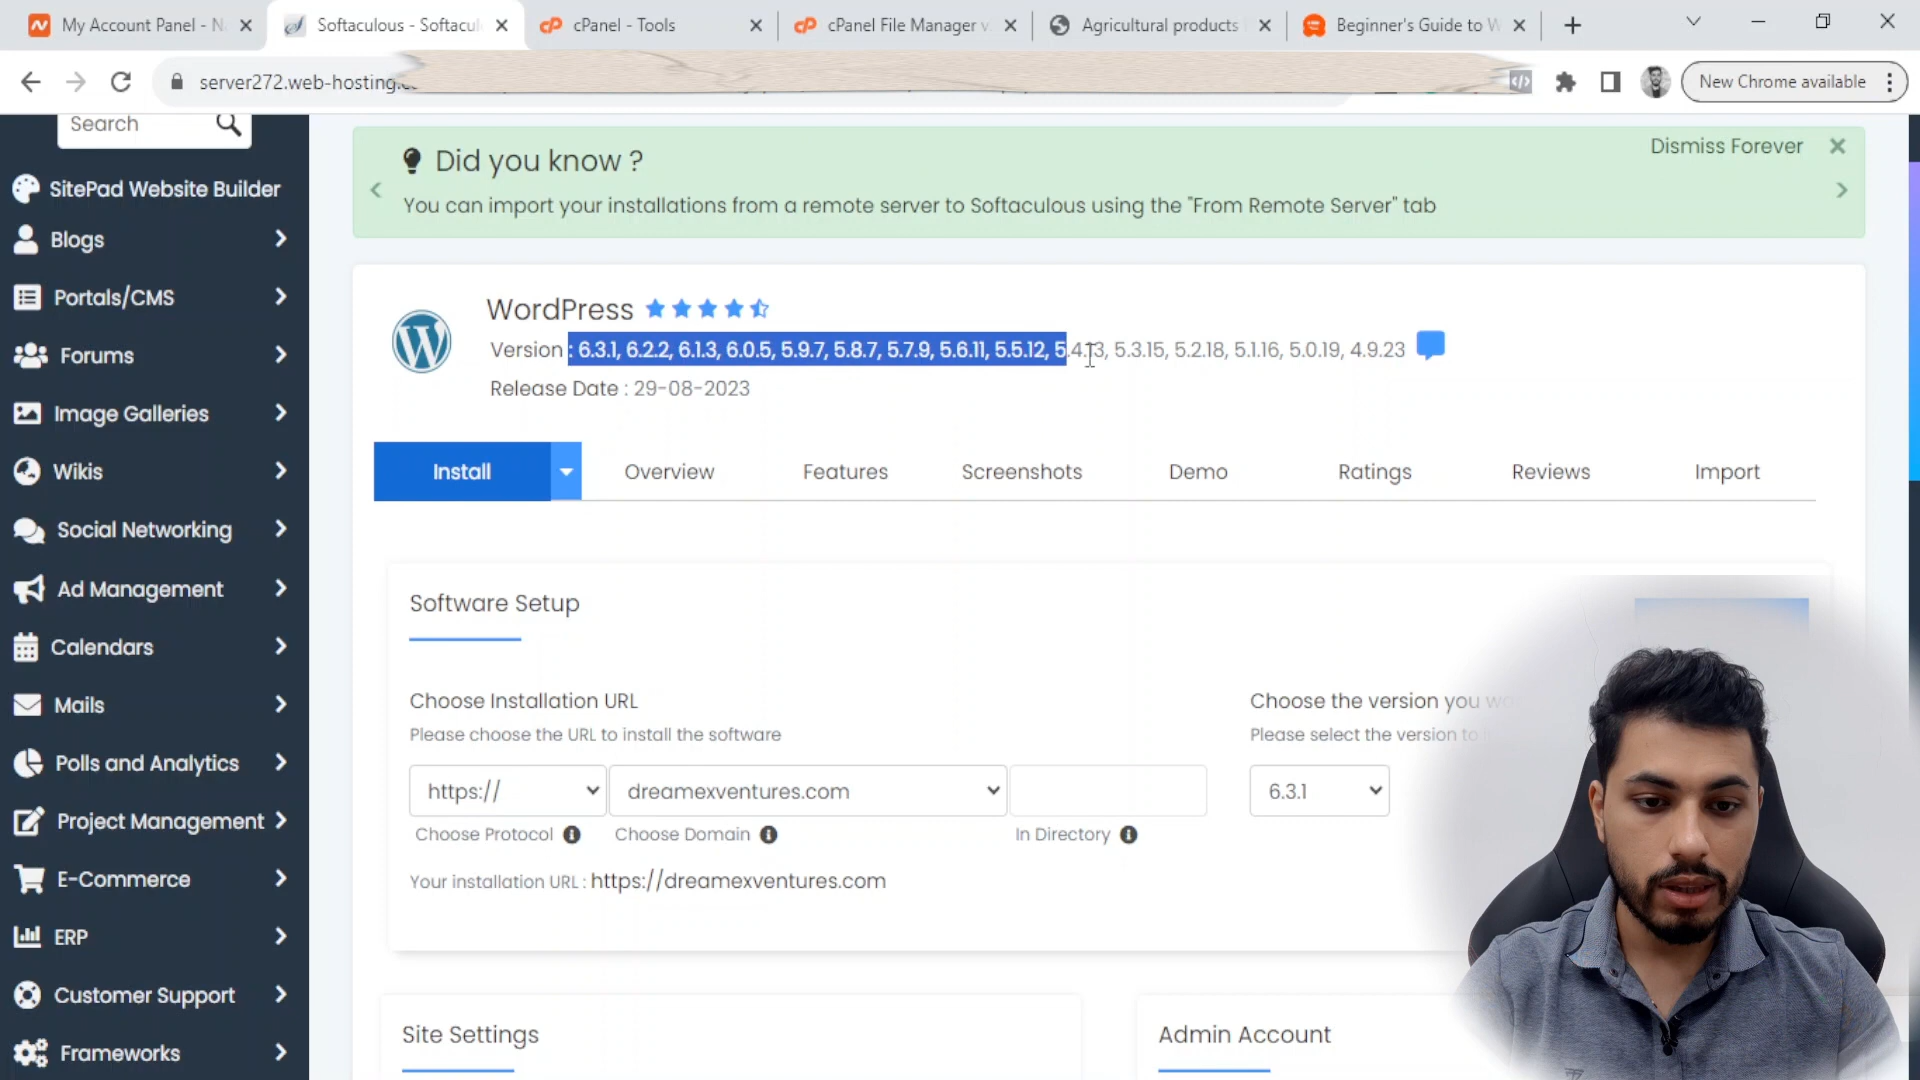 My Account Panel - N
Softaculous - Softacul
cPanel - Tools
cPanel File Manager v
Agricultural products
Beginner's Guide to W
server272.web-hosting.c
New Chrome available
Search
SitePad Website Builder
Blogs
Portals/CMS
Forums
Image Galleries
Wikis
Social Networking
Ad Management
Calendars
Mails
Polls and Analytics
Project Management
E-Commerce
ERP
Customer Support
Frameworks
Did you know ?
Dismiss Forever
You can import your installations from a remote server to Softaculous using the "From Remote Server" tab
WordPress
Version : 6.3.1, 6.2.2, 6.1.3, 6.0.5, 5.9.7, 5.8.7, 5.7.9, 5.6.11, 5.5.12, 5.4.13, 5.3.15, 5.2.18, 5.1.16, 5.0.19, 4.9.23
Release Date : 29-08-2023
Install
Overview
Features
Screenshots
Demo
Ratings
Reviews
Import
Software Setup
Choose Installation URL
Please choose the URL to install the software
https://
dreamexventures.com
Choose Protocol
Choose Domain
In Directory
Your installation URL : https://dreamexventures.com
Choose the version you
Please select the version to
6.3.1
Site Settings
Admin Account